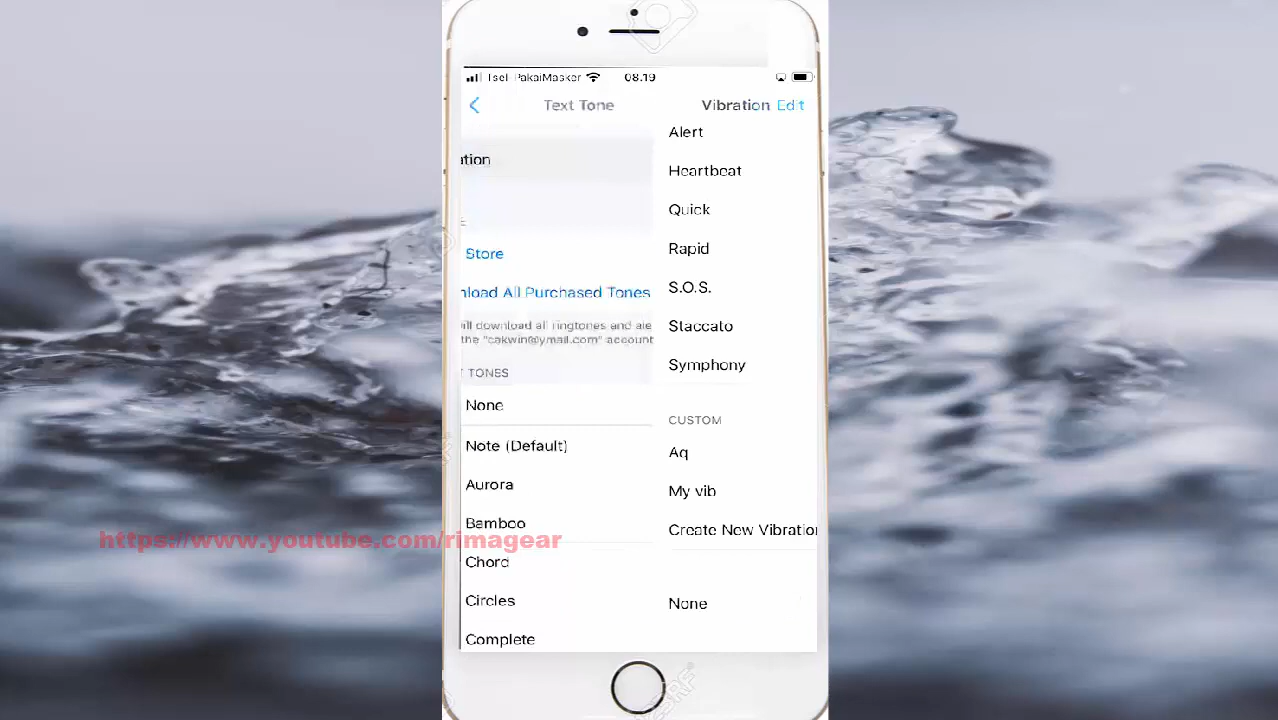 Tsel-PakaiMasker 08.19
Text Tone
Vibration Edit
ation
Store
nload All Purchased Tones
will download all ringtones and ale
the "cakwin@ymail.com" account
T TONES
None
Note (Default)
Aurora
Bamboo
Chord
Circles
Complete
Alert
Heartbeat
Quick
Rapid
S.O.S.
Staccato
Symphony
CUSTOM
Aq
My vib
Create New Vibration
None
https://www.youtube.com/rimagear